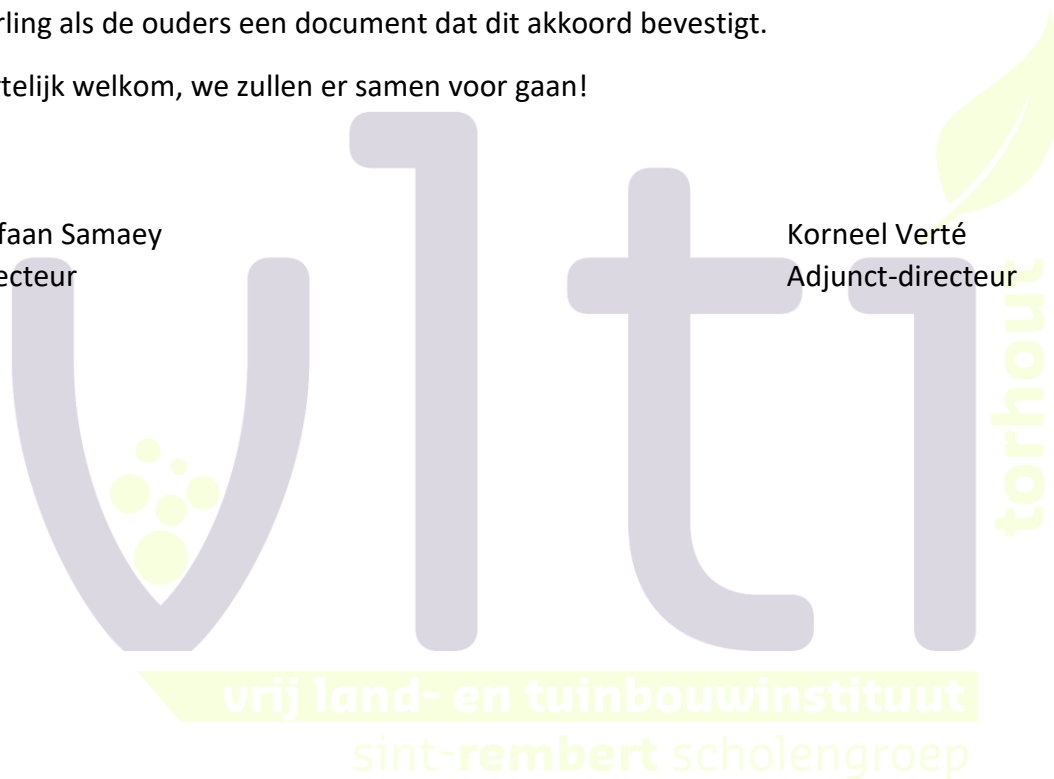 rling als de ouders een document dat dit akkoord bevestigt.
telijk welkom, we zullen er samen voor gaan!
faan Samaey
Korneel Verté
ecteur
Adjunct-directeur
vlti
torhout
vrij land- en tuinbouwinstituut
sint-rembert scholengroep